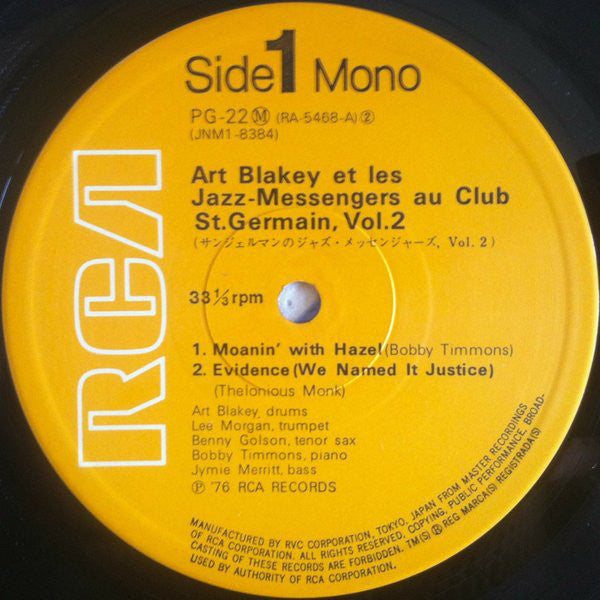 Side 1 Mono
PG-22 Ⓜ (RA-5468-A)②
(JNM1-8384)
Art Blakey et les
Jazz-Messengers au Club
St.Germain, Vol.2
(サンジェルマンのジャズ・メッセンジャーズ, Vol. 2)
RCA
33 1/3 rpm
1. Moanin' with Hazel (Bobby Timmons)
2. Evidence (We Named It Justice)
(Thelonious Monk)
Art Blakey, drums
Lee Morgan, trumpet
Benny Golson, tenor sax
Bobby Timmons, piano
Jymie Merritt, bass
Ⓟ '76 RCA RECORDS
MANUFACTURED BY RVC CORPORATION, TOKYO, JAPAN FROM MASTER RECORDINGS
OF RCA CORPORATION. ALL RIGHTS RESERVED, COPYING, PUBLIC PERFORMANCE, BROAD-
CASTING OF THESE RECORDS ARE FORBIDDEN. TM(S) ® REG MARCA(S) REGISTRADA(S)
USED BY AUTHORITY OF RCA CORPORATION.